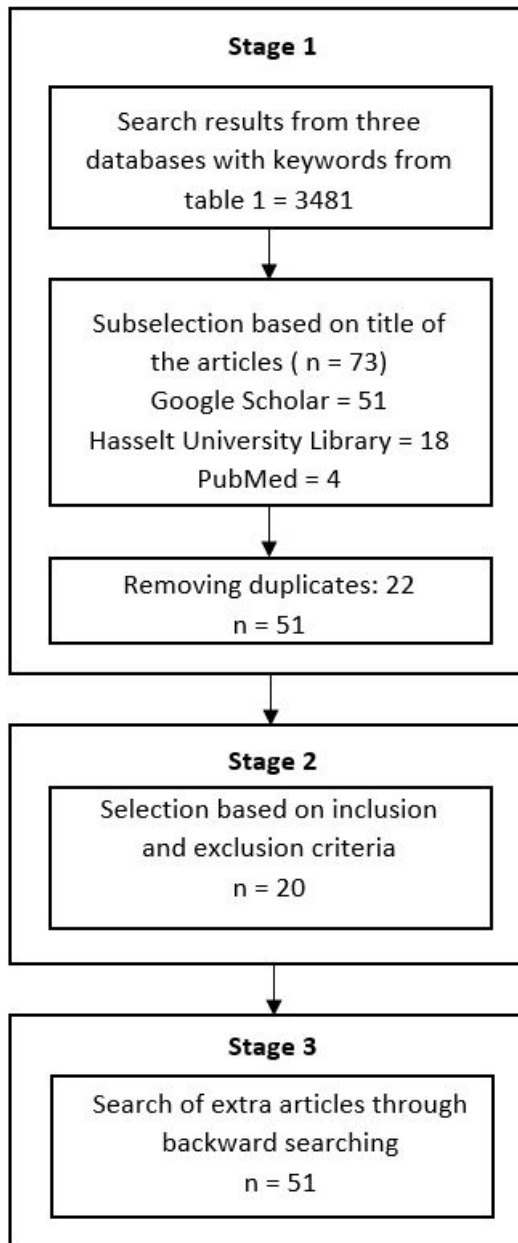 Stage 1
Search results from three
databases with keywords from
table 1 = 3481
Subselection based on title of
the articles ( n = 73)
Google Scholar = 51
Hasselt University Library = 18
PubMed = 4
Removing duplicates: 22
n = 51
Stage 2
Selection based on inclusion
and exclusion criteria
n = 20
Stage 3
Search of extra articles through
backward searching
n = 51